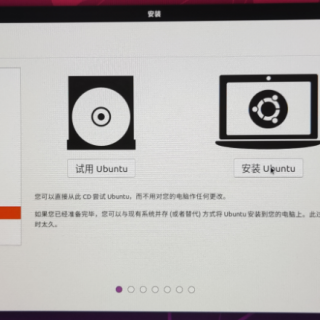 安装
试用 Ubuntu
安装 Ubuntu
您可以直接从此 CD 尝试 Ubuntu，而不用对您的电脑作任何更改。
如果您已经准备完毕，您可以与现有系统并存 (或者替代) 方式将 Ubuntu 安装到您的电脑上。此过
时太久。